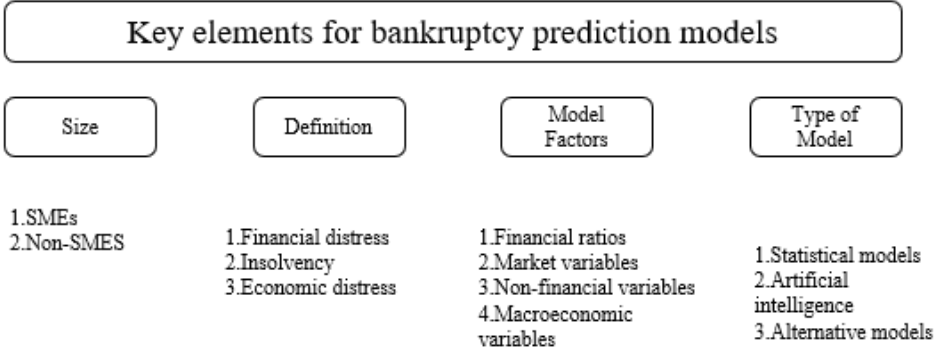 Key elements for bankruptcy prediction models
Size
Definition
Model
Factors
Type of
Model
1.SMEs
2.Non-SMES
1.Financial distress
2.Insolvency
3.Economic distress
1.Financial ratios
2.Market variables
3.Non-financial variables
4.Macroeconomic
variables
1.Statistical models
2.Artificial
intelligence
3.Alternative models